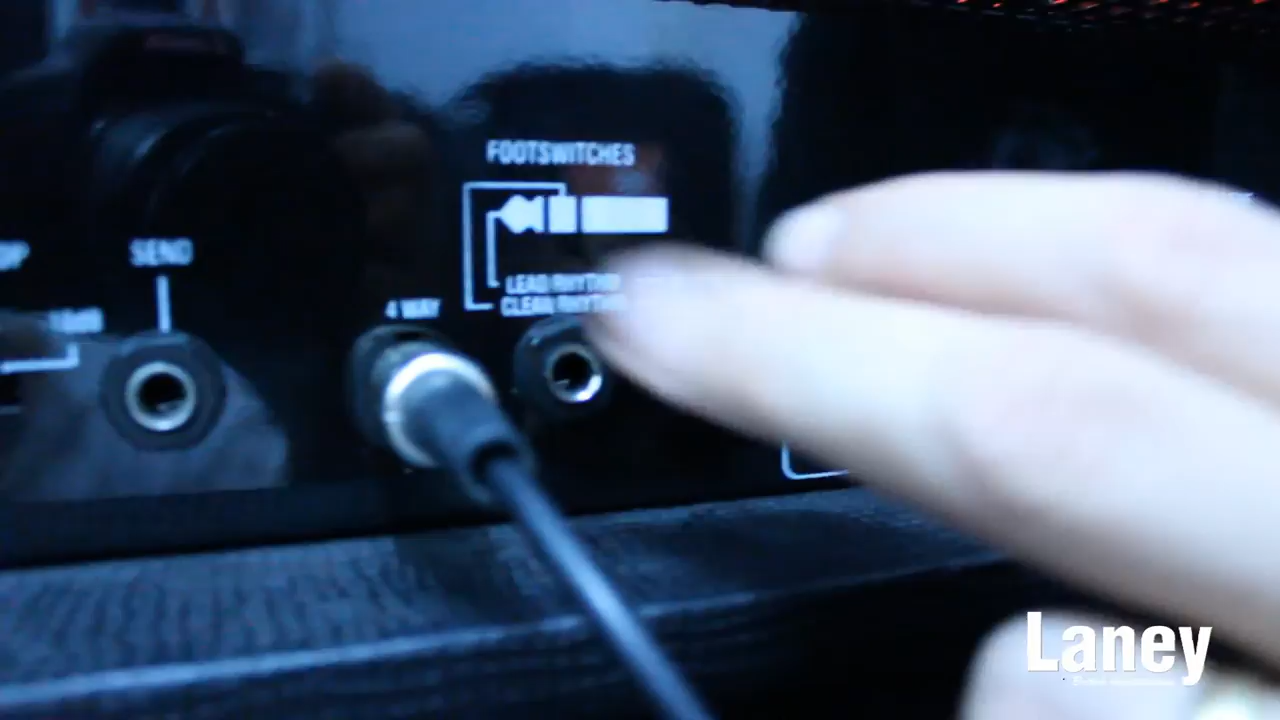 FOOTSWITCHES
SEND
LEAD RHYTHM
CLEAN RHYTHM
4 WAY
Laney